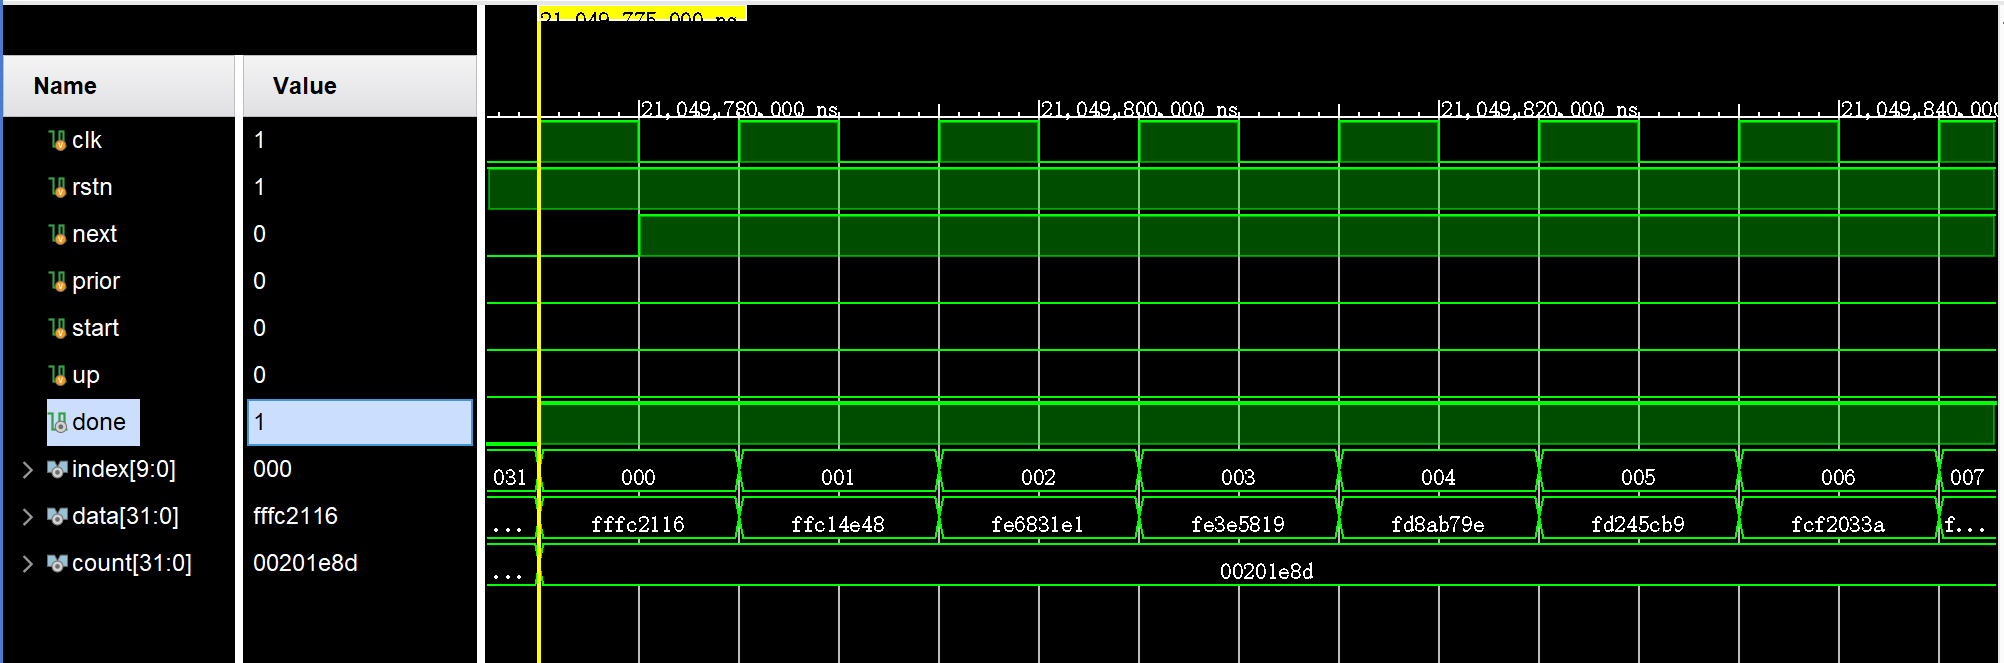 21,049,775.000 ns
Name Value
21,049,780.000 ns 21,049,800.000 ns 21,049,820.000 ns 21,049,840.000
clk 1
rstn 1
next 0
prior 0
start 0
up 0
done 1
index[9:0] 000 031 000 001 002 003 004 005 006 007
data[31:0] fffc2116 ... fffc2116 ffc14e48 fe6831e1 fe3e5819 fd8ab79e fd245cb9 fcf2033a f...
count[31:0] 00201e8d ... 00201e8d